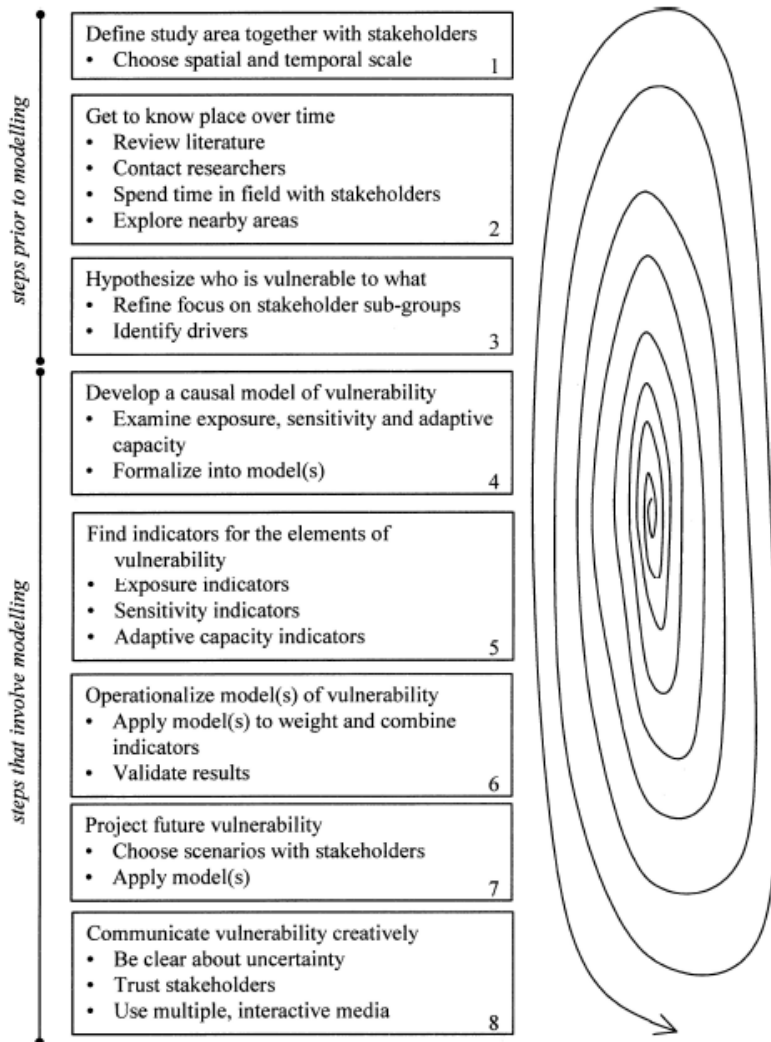 steps prior to modelling
Define study area together with stakeholders
• Choose spatial and temporal scale
1
Get to know place over time
• Review literature
• Contact researchers
• Spend time in field with stakeholders
• Explore nearby areas
2
Hypothesize who is vulnerable to what
• Refine focus on stakeholder sub-groups
• Identify drivers
3
steps that involve modelling
Develop a causal model of vulnerability
• Examine exposure, sensitivity and adaptive
capacity
• Formalize into model(s)
4
Find indicators for the elements of
vulnerability
• Exposure indicators
• Sensitivity indicators
• Adaptive capacity indicators
5
Operationalize model(s) of vulnerability
• Apply model(s) to weight and combine
indicators
• Validate results
6
Project future vulnerability
• Choose scenarios with stakeholders
• Apply model(s)
7
Communicate vulnerability creatively
• Be clear about uncertainty
• Trust stakeholders
• Use multiple, interactive media
8